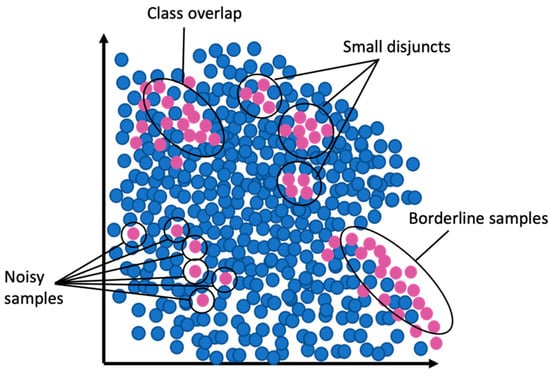 Class overlap
Small disjuncts
Borderline samples
Noisy
samples